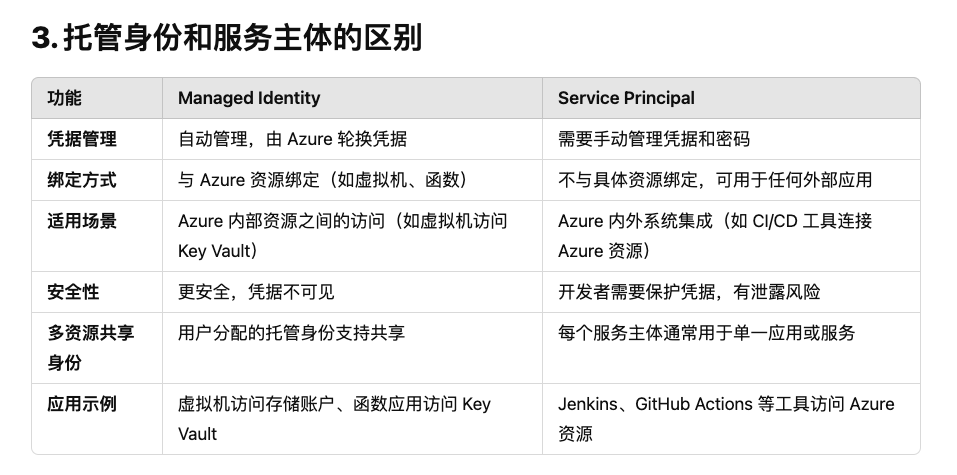 3. 托管身份和服务主体的区别
功能 Managed Identity Service Principal
凭据管理 自动管理，由 Azure 轮换凭据 需要手动管理凭据和密码
绑定方式 与 Azure 资源绑定（如虚拟机、函数） 不与具体资源绑定，可用于任何外部应用
适用场景 Azure 内部资源之间的访问（如虚拟机访问 Azure 内外系统集成（如 CI/CD 工具连接
Key Vault） Azure 资源）
安全性 更安全，凭据不可见 开发者需要保护凭据，有泄露风险
多资源共享 用户分配的托管身份支持共享 每个服务主体通常用于单一应用或服务
身份
应用示例 虚拟机访问存储账户、函数应用访问 Key Jenkins、GitHub Actions 等工具访问 Azure
Vault 资源